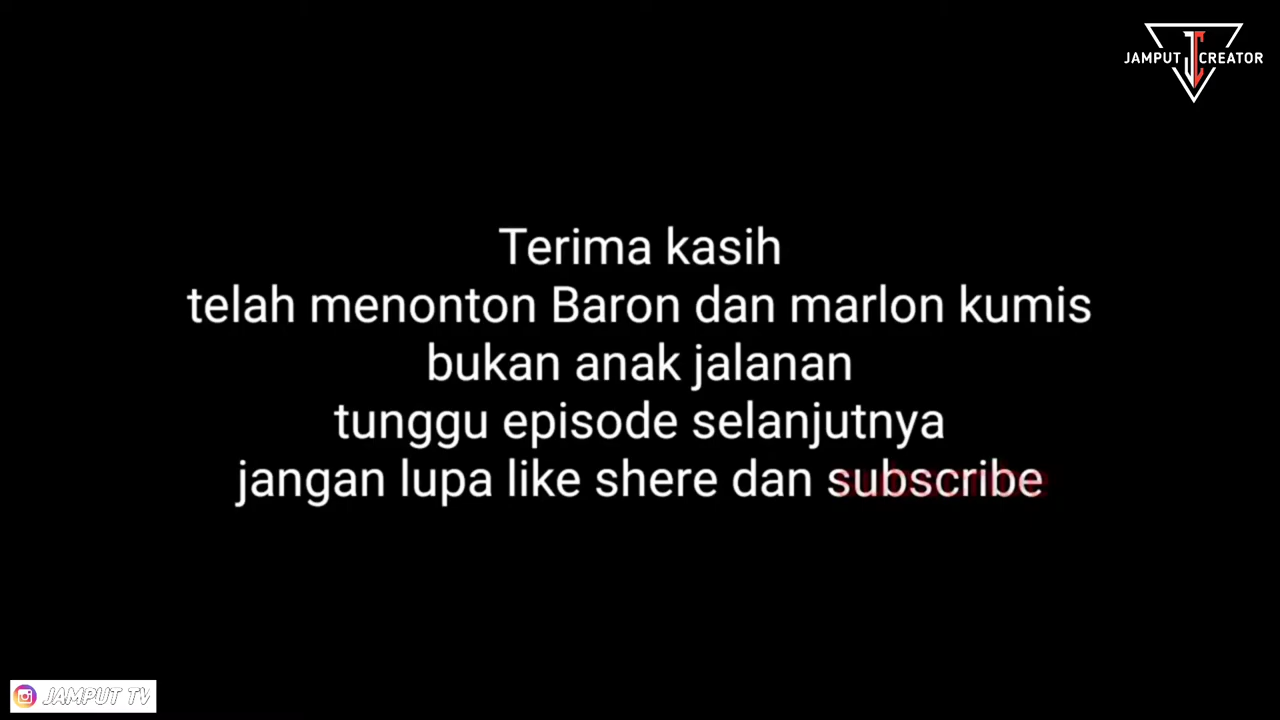 JAMPUT JC CREATOR
Terima kasih
telah menonton Baron dan marlon kumis
bukan anak jalanan
tunggu episode selanjutnya
jangan lupa like shere dan subscribe
JAMPUT TV